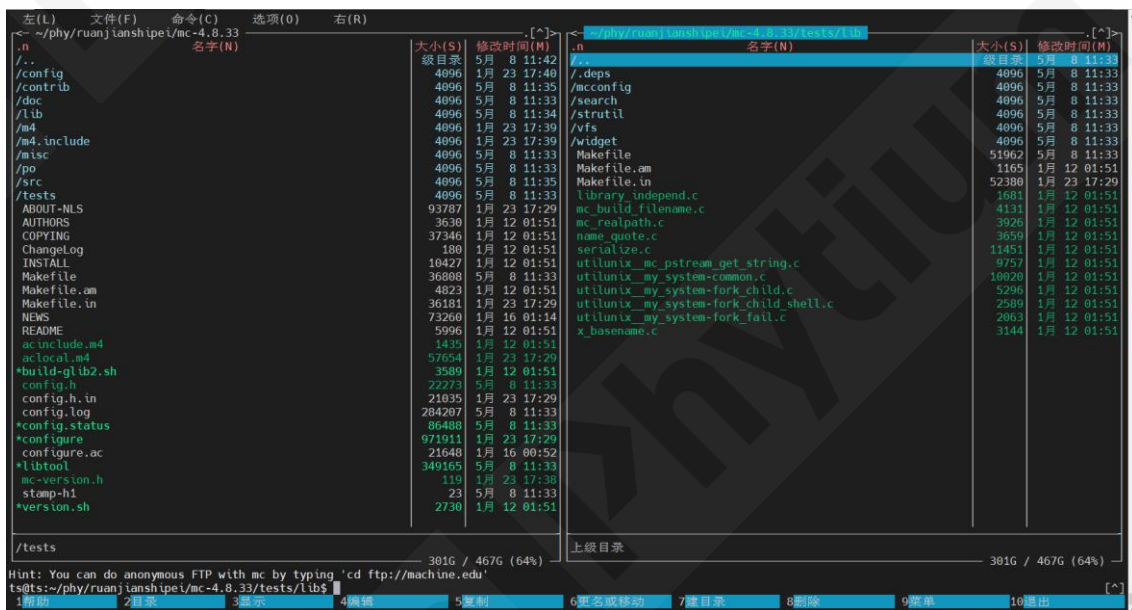 左(L) 文件(F) 命令(C) 选项(O) 右(R)
<- ~/phy/ruanjianshipei/mc-4.8.33 .[^]>
.n 名字(N) 大小(S) 修改时间(M)
/.. 级目录 5月 8 11:42
/config 4096 1月 23 17:40
/contrib 4096 5月 8 11:35
/doc 4096 5月 8 11:33
/lib 4096 5月 8 11:34
/m4 4096 1月 23 17:39
/m4.include 4096 1月 23 17:39
/misc 4096 5月 8 11:33
/po 4096 5月 8 11:33
/src 4096 5月 8 11:35
/tests 4096 5月 8 11:33
ABOUT-NLS 93787 1月 23 17:29
AUTHORS 3630 1月 12 01:51
COPYING 37346 1月 12 01:51
ChangeLog 180 1月 12 01:51
INSTALL 10427 1月 12 01:51
Makefile 36808 5月 8 11:33
Makefile.am 4823 1月 12 01:51
Makefile.in 36181 1月 23 17:29
NEWS 73260 1月 16 01:14
README 5996 1月 12 01:51
acinclude.m4 1435 1月 12 01:51
aclocal.m4 57654 1月 23 17:29
*build-glib2.sh 3589 1月 12 01:51
config.h 22273 5月 8 11:33
config.h.in 21035 1月 23 17:29
config.log 284207 5月 8 11:33
*config.status 86488 5月 8 11:33
*configure 971911 1月 23 17:29
configure.ac 21648 1月 16 00:52
*libtool 349165 5月 8 11:33
mc-version.h 119 1月 23 17:38
stamp-h1 23 5月 8 11:33
*version.sh 2730 1月 12 01:51
/tests
301G / 467G (64%)
<- ~/phy/ruanjianshipei/mc-4.8.33/tests/lib .[^]>
.n 名字(N) 大小(S) 修改时间(M)
/.. 级目录 5月 8 11:33
/.deps 4096 5月 8 11:33
/mcconfig 4096 5月 8 11:33
/search 4096 5月 8 11:33
/strutil 4096 5月 8 11:33
/vfs 4096 5月 8 11:33
/widget 4096 5月 8 11:33
Makefile 51962 5月 8 11:33
Makefile.am 1165 1月 12 01:51
Makefile.in 52380 1月 23 17:29
library_independ.c 1681 1月 12 01:51
mc_build_filename.c 4131 1月 12 01:51
mc_realpath.c 3926 1月 12 01:51
name_quote.c 3659 1月 12 01:51
serialize.c 11451 1月 12 01:51
utilunix__mc_pstream_get_string.c 9757 1月 12 01:51
utilunix__my_system-common.c 10020 1月 12 01:51
utilunix__my_system-fork_child.c 5296 1月 12 01:51
utilunix__my_system-fork_child_shell.c 2589 1月 12 01:51
utilunix__my_system-fork_fail.c 2063 1月 12 01:51
x_basename.c 3144 1月 12 01:51
上级目录
301G / 467G (64%)
Hint: You can do anonymous FTP with mc by typing 'cd ftp://machine.edu'
ts@ts:~/phy/ruanjianshipei/mc-4.8.33/tests/lib$ [^]
1帮助 2目录 3显示 4编辑 5复制 6更名或移动 7建目录 8删除 9菜单 10退出